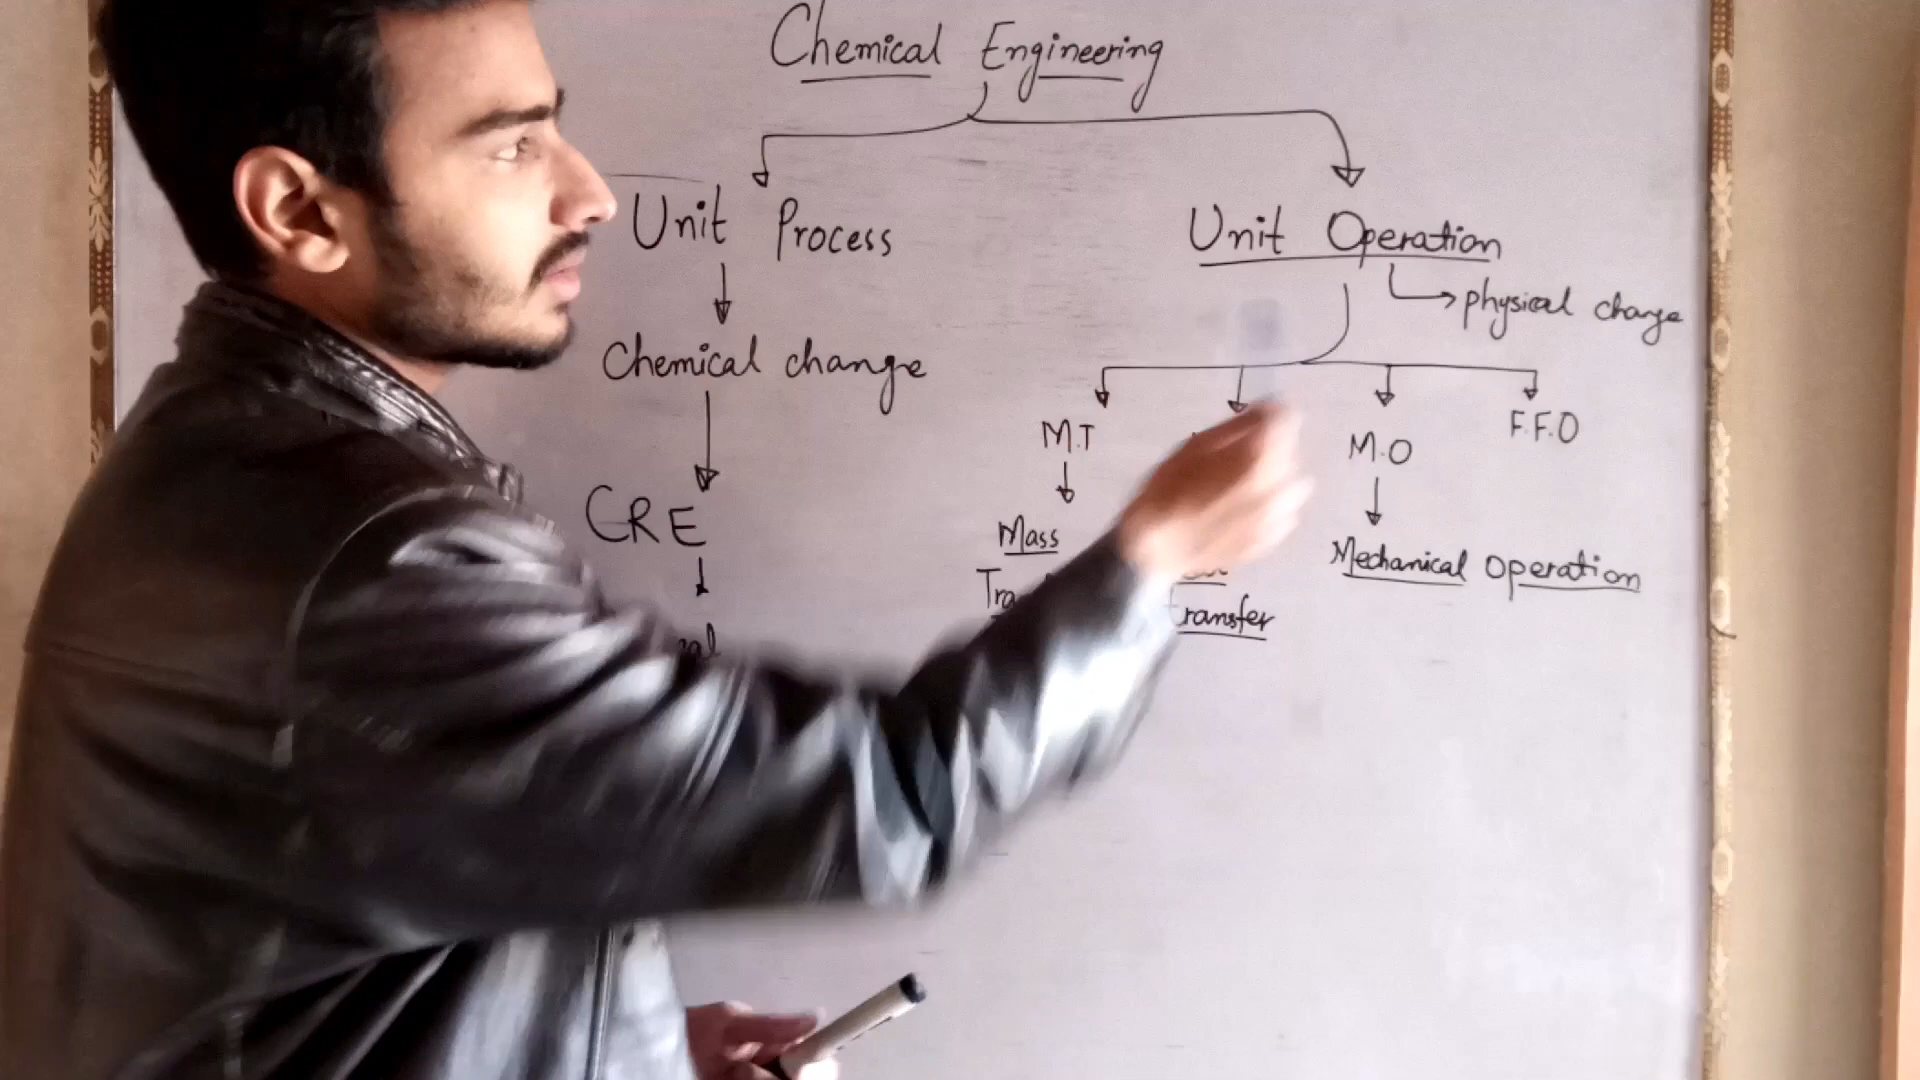 Chemical Engineering
Unit Process
Unit Operation
physical change
Chemical change
M.T
M.O
F.F.O
CRE
Mass
Mechanical Operation
transfer